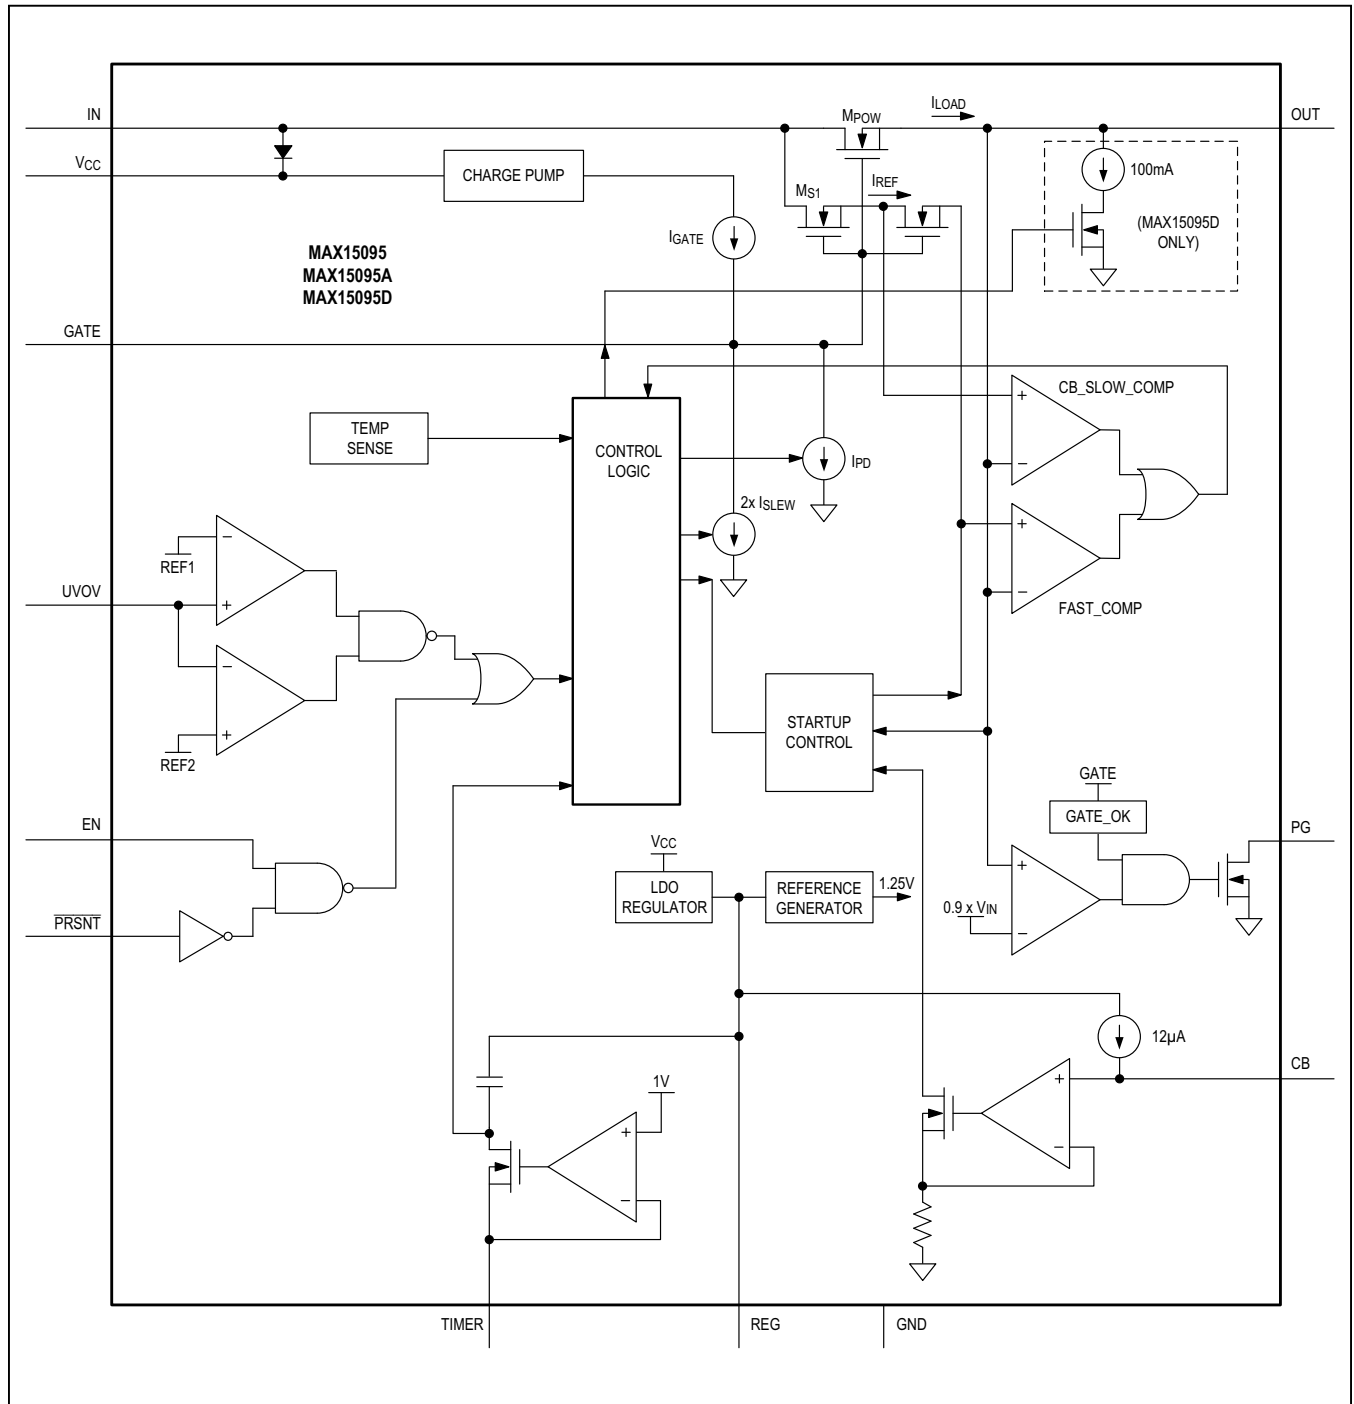 IN
MPOW
ILOAD
OUT
VCC
CHARGE PUMP
100mA
MS1
IREF
(MAX15095D
ONLY)
IGATE
MAX15095
MAX15095A
MAX15095D
GATE
CB_SLOW_COMP
+
−
TEMP
SENSE
CONTROL
LOGIC
IPD
2x ISLEW
REF1
−
+
UVOV
+
−
FAST_COMP
−
+
REF2
STARTUP
CONTROL
GATE
GATE_OK
EN
PG
VCC
LDO
REGULATOR
REFERENCE
GENERATOR
1.25V
+
−
0.9 x VIN
PRSNT
12µA
CB
1V
+
−
+
−
TIMER
REG
GND